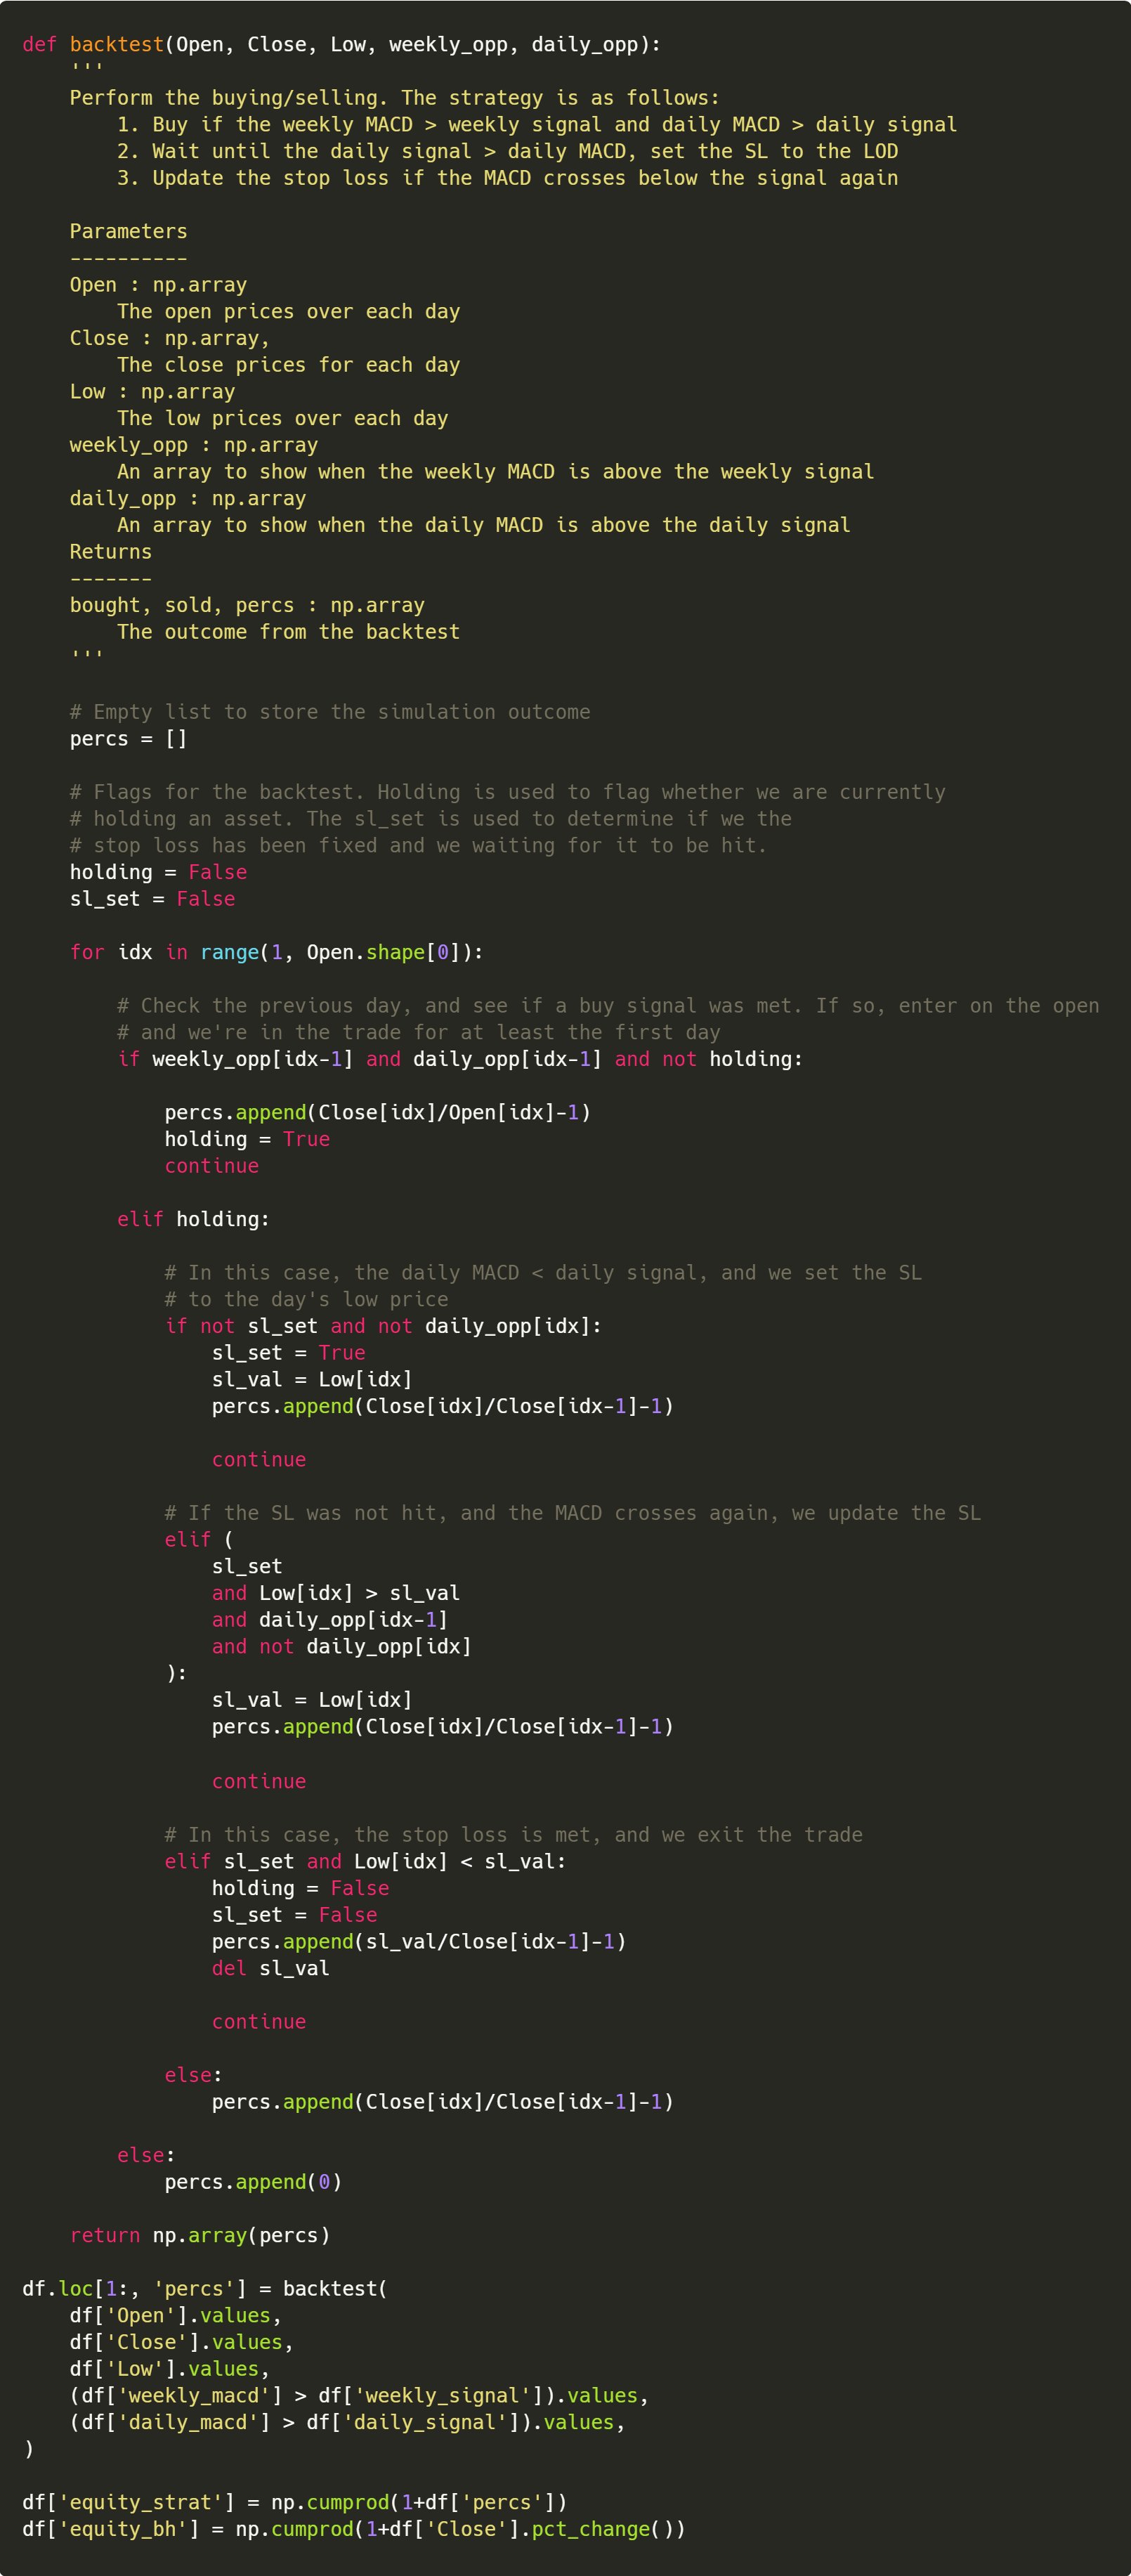 def backtest(Open, Close, Low, weekly_opp, daily_opp):
    '''
    Perform the buying/selling. The strategy is as follows:
        1. Buy if the weekly MACD > weekly signal and daily MACD > daily signal
        2. Wait until the daily signal > daily MACD, set the SL to the LOD
        3. Update the stop loss if the MACD crosses below the signal again

    Parameters
    ----------
    Open : np.array
        The open prices over each day
    Close : np.array,
        The close prices for each day
    Low : np.array
        The low prices over each day
    weekly_opp : np.array
        An array to show when the weekly MACD is above the weekly signal
    daily_opp : np.array
        An array to show when the daily MACD is above the daily signal
    Returns
    -------
    bought, sold, percs : np.array
        The outcome from the backtest
    '''

    # Empty list to store the simulation outcome
    percs = []

    # Flags for the backtest. Holding is used to flag whether we are currently
    # holding an asset. The sl_set is used to determine if we the
    # stop loss has been fixed and we waiting for it to be hit.
    holding = False
    sl_set = False

    for idx in range(1, Open.shape[0]):

        # Check the previous day, and see if a buy signal was met. If so, enter on the open
        # and we're in the trade for at least the first day
        if weekly_opp[idx-1] and daily_opp[idx-1] and not holding:

            percs.append(Close[idx]/Open[idx]-1)
            holding = True
            continue

        elif holding:

            # In this case, the daily MACD < daily signal, and we set the SL
            # to the day's low price
            if not sl_set and not daily_opp[idx]:
                sl_set = True
                sl_val = Low[idx]
                percs.append(Close[idx]/Close[idx-1]-1)

                continue

            # If the SL was not hit, and the MACD crosses again, we update the SL
            elif (
                sl_set
                and Low[idx] > sl_val
                and daily_opp[idx-1]
                and not daily_opp[idx]
            ):
                sl_val = Low[idx]
                percs.append(Close[idx]/Close[idx-1]-1)

                continue

            # In this case, the stop loss is met, and we exit the trade
            elif sl_set and Low[idx] < sl_val:
                holding = False
                sl_set = False
                percs.append(sl_val/Close[idx-1]-1)
                del sl_val

                continue

            else:
                percs.append(Close[idx]/Close[idx-1]-1)

        else:
            percs.append(0)

    return np.array(percs)

df.loc[1:, 'percs'] = backtest(
    df['Open'].values,
    df['Close'].values,
    df['Low'].values,
    (df['weekly_macd'] > df['weekly_signal']).values,
    (df['daily_macd'] > df['daily_signal']).values,
)

df['equity_strat'] = np.cumprod(1+df['percs'])
df['equity_bh'] = np.cumprod(1+df['Close'].pct_change())